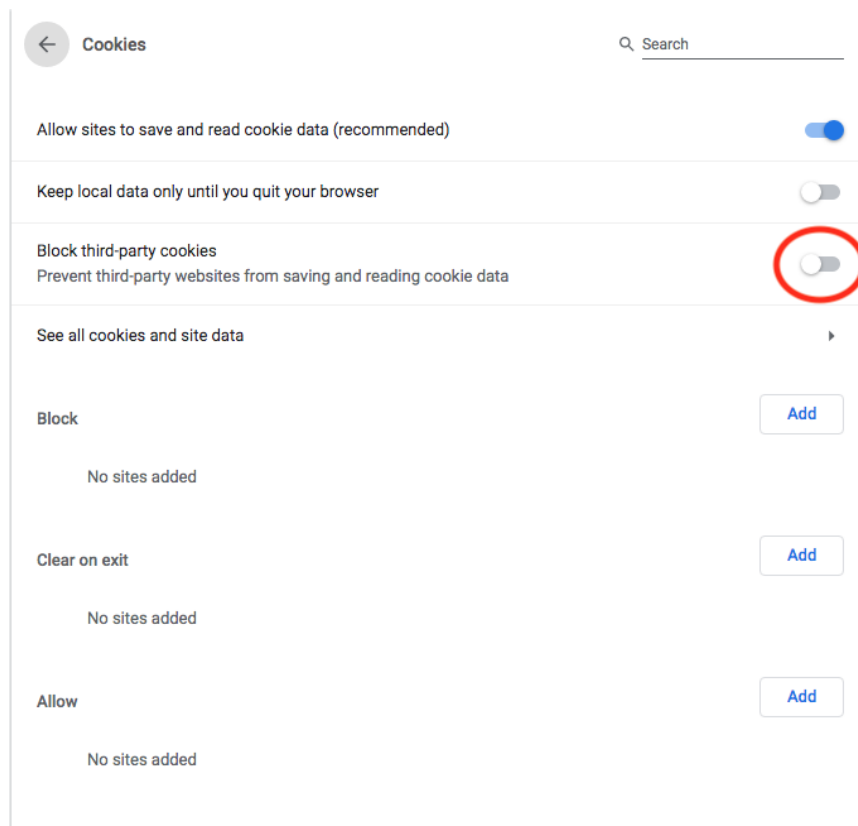 Cookies
Search
Allow sites to save and read cookie data (recommended)
Keep local data only until you quit your browser
Block third-party cookies
Prevent third-party websites from saving and reading cookie data
See all cookies and site data
Block
Add
No sites added
Clear on exit
Add
No sites added
Allow
Add
No sites added